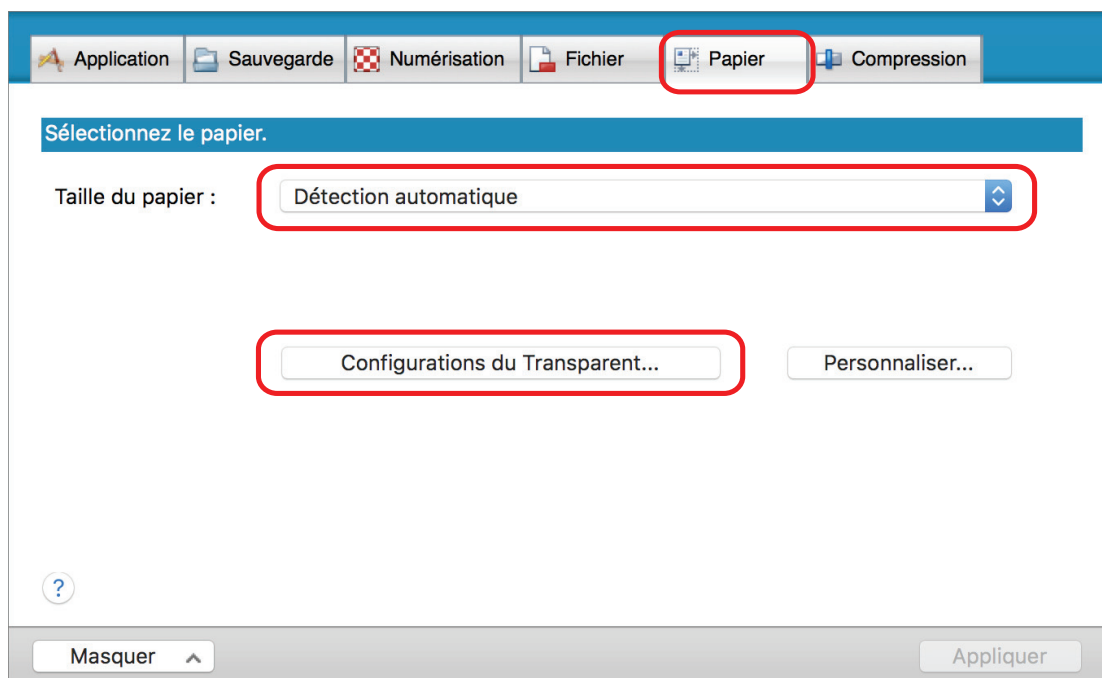 Application Sauvegarde Numérisation Fichier Papier Compression
Sélectionnez le papier.
Taille du papier : Détection automatique
Configurations du Transparent... Personnaliser...
?
Masquer Appliquer